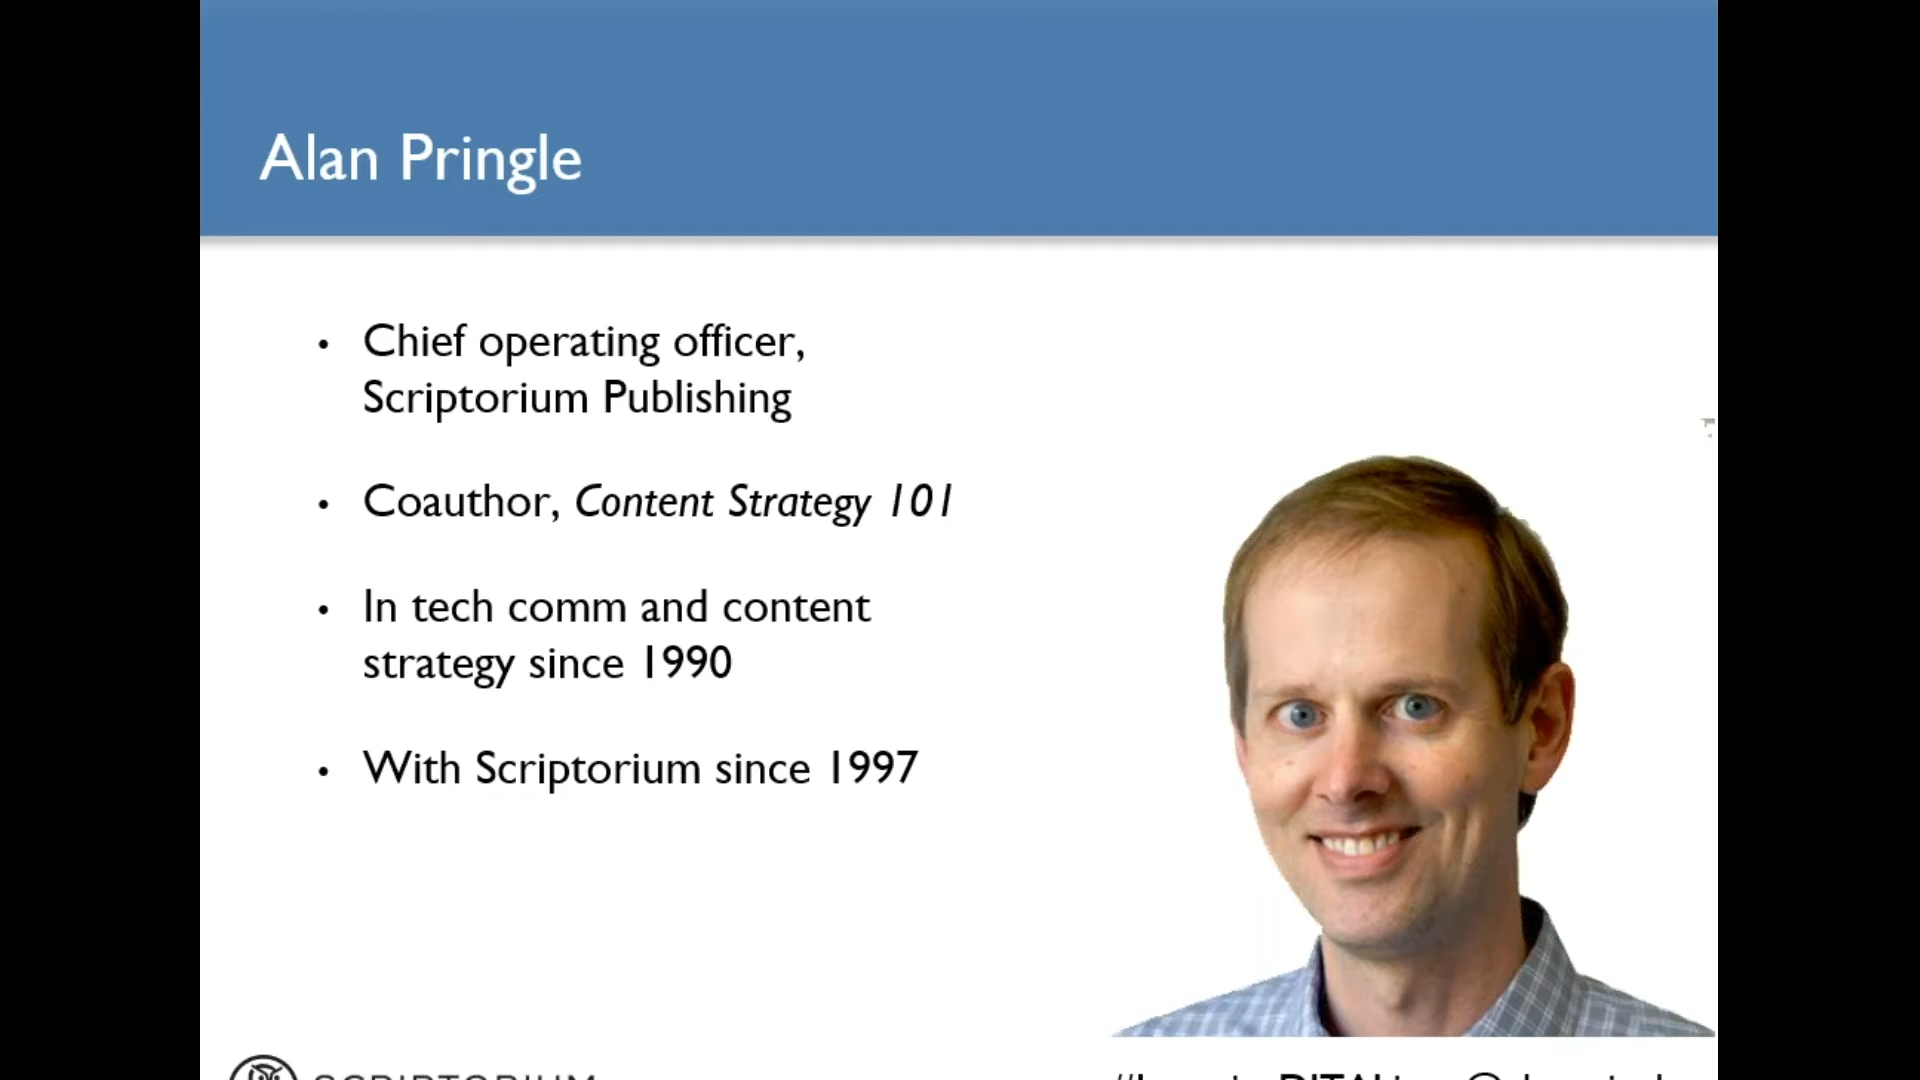 Alan Pringle
• Chief operating officer,
Scriptorium Publishing
• Coauthor, Content Strategy 101
• In tech comm and content
strategy since 1990
• With Scriptorium since 1997
SCRIPTORIUM